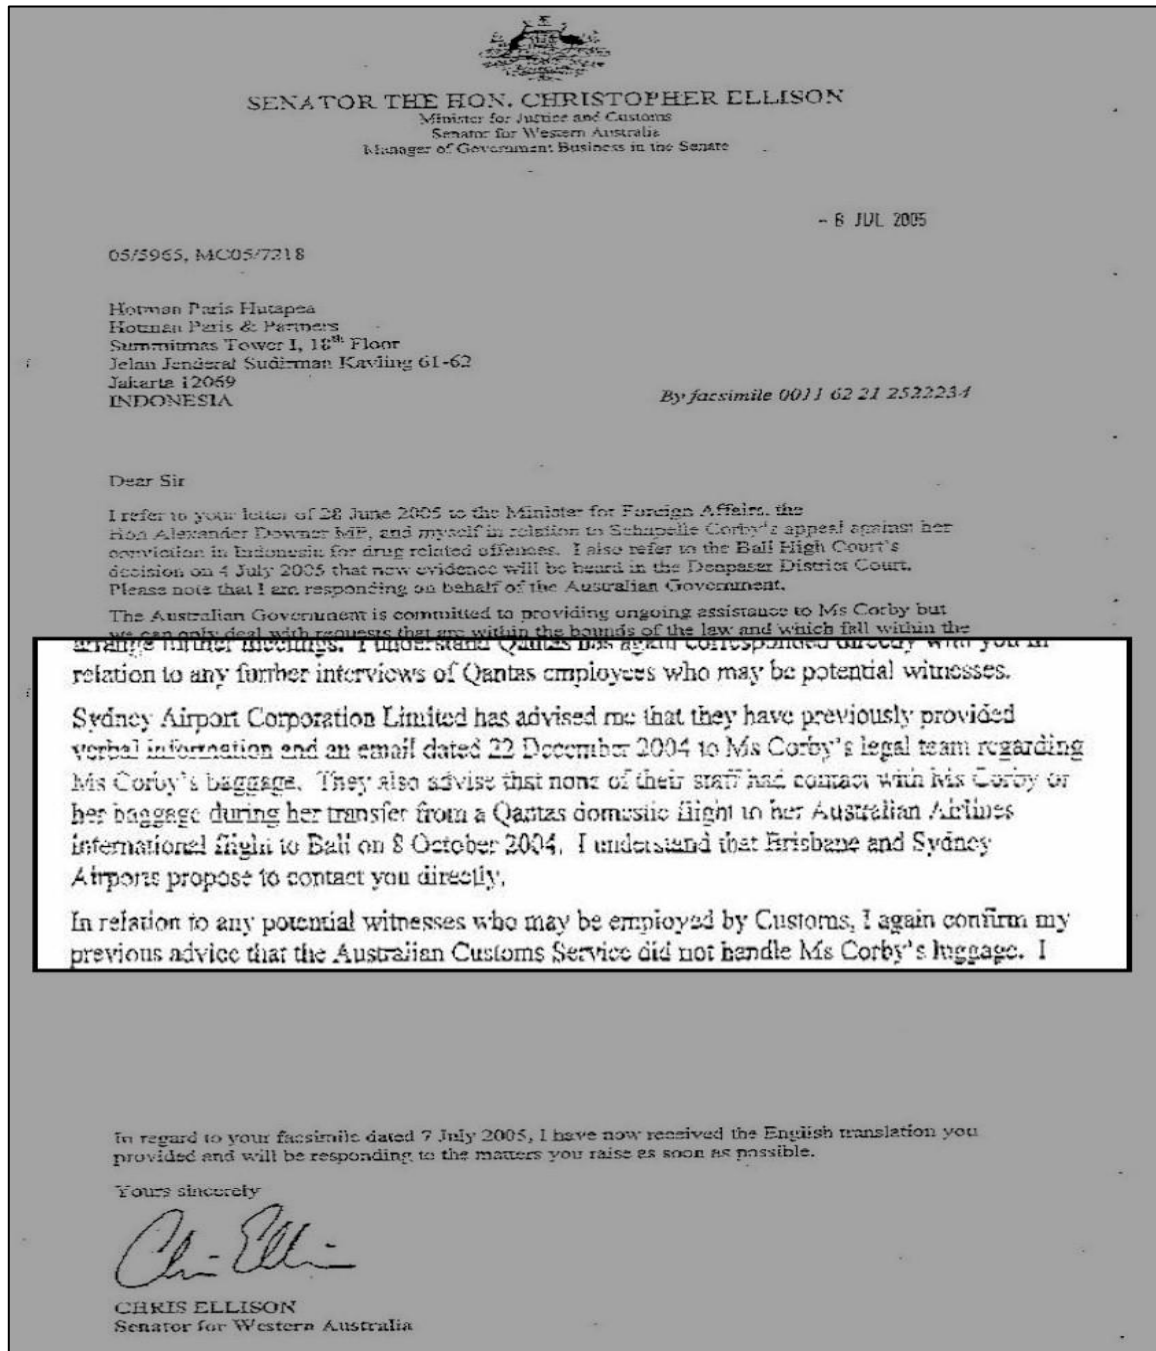 SENATOR THE HON. CHRISTOPHER ELLISON
Minister for Justice and Customs
Senator for Western Australia
Manager of Government Business in the Senate
JUL 2005
05/5965, MC05/7218
Hotman Paris Hutapea
Hotman Paris & Partners
Summitmas Tower I, 18th Floor
Jelan Jenderal Sudirman Kavling 61-62
Jakarta 12069
INDONESIA
By facsimile 0011 62 21 2522234
Dear Sir
I refer to your letter of 28 June 2005 to the Minister for Foreign Affairs, the
Hon Alexander Downer MP, and myself in relation to Schapelle Corby's appeal against her
conviction in Indonesia for drug related offences. I also refer to the Bali High Court's
decision on 4 July 2005 that new evidence will be heard in the Denpasar District Court.
Please note that I am responding on behalf of the Australian Government.
The Australian Government is committed to providing ongoing assistance to Ms Corby but
we can only deal with requests that are within the bounds of the law and which fall within the
arrange further meetings. I understand Qantas has again corresponded directly with you in
relation to any further interviews of Qantas employees who may be potential witnesses.
Sydney Airport Corporation Limited has advised me that they have previously provided
verbal information and an email dated 22 December 2004 to Ms Corby's legal team regarding
Ms Corby's baggage. They also advise that none of their staff had contact with Ms Corby or
her baggage during her transfer from a Qantas domestic flight to her Australian Airlines
international flight to Bali on 8 October 2004. I understand that Brisbane and Sydney
Airports propose to contact you directly.
In relation to any potential witnesses who may be employed by Customs, I again confirm my
previous advice that the Australian Customs Service did not handle Ms Corby's luggage. I
In regard to your facsimile dated 7 July 2005, I have now received the English translation you
provided and will be responding to the matters you raise as soon as possible.
Yours sincerely
Chris Ellison
CHRIS ELLISON
Senator for Western Australia